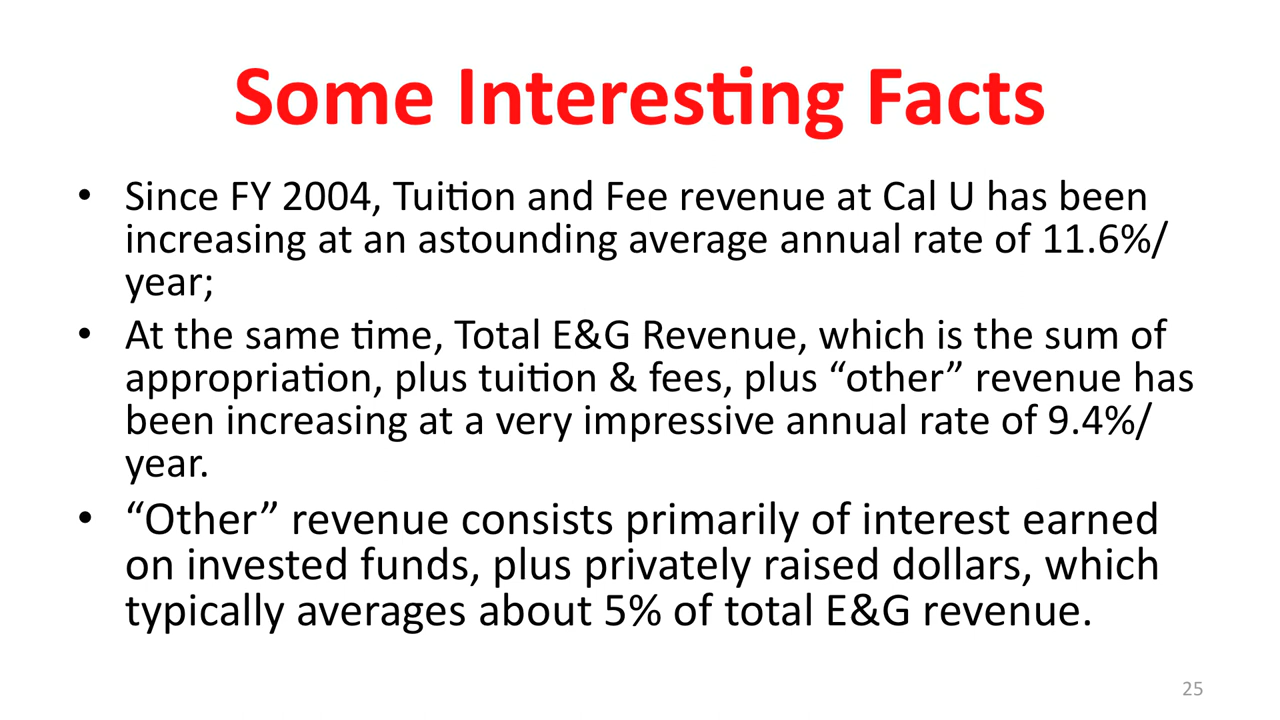 Some Interesting Facts
• Since FY 2004, Tuition and Fee revenue at Cal U has been
increasing at an astounding average annual rate of 11.6%/
year;
• At the same time, Total E&G Revenue, which is the sum of
appropriation, plus tuition & fees, plus “other” revenue has
been increasing at a very impressive annual rate of 9.4%/
year.
• “Other” revenue consists primarily of interest earned
on invested funds, plus privately raised dollars, which
typically averages about 5% of total E&G revenue.
25